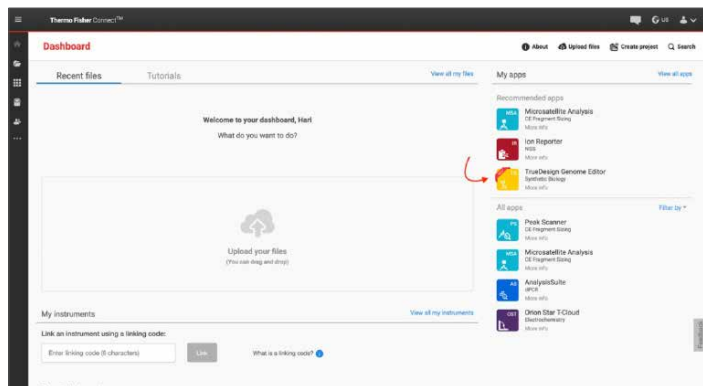 Thermo Fisher Connect™
US
Dashboard
About
Upload files
Create project
Search
Recent files
Tutorials
View all my files
Welcome to your dashboard, Hari
What do you want to do?
Upload your files
(You can drag and drop)
My instruments
View all my instruments
Link an instrument using a linking code:
Enter linking code (6 characters)
Link
What is a linking code?
My apps
View all apps
Recommended apps
MSA
Microsatellite Analysis
CE Fragment Sizing
More info
IR
Ion Reporter
NGS
More info
TrueDesign Genome Editor
Synthetic Biology
More info
All apps
Filter by
PS
Peak Scanner
CE Fragment Sizing
More info
MSA
Microsatellite Analysis
CE Fragment Sizing
More info
AS
AnalysisSuite
qPCR
More info
OST
Orion Star T-Cloud
Electrochemistry
More info
Feedback